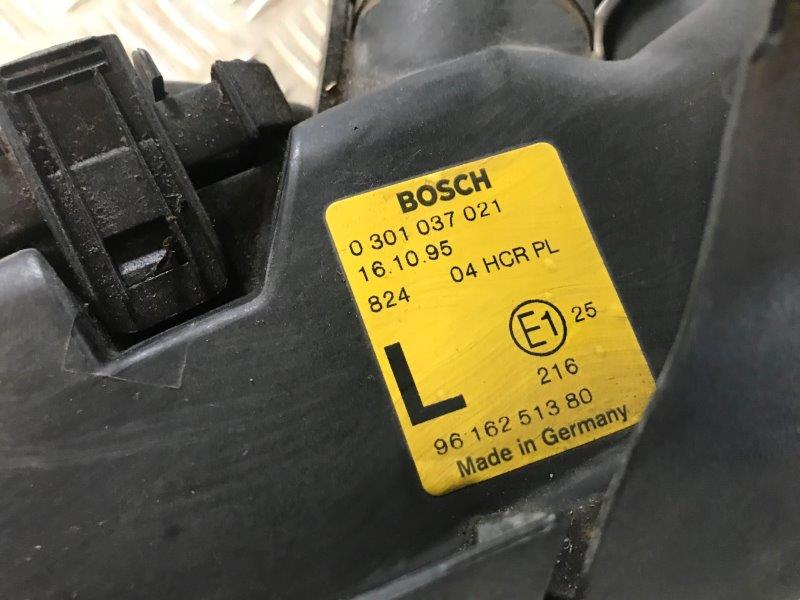 BOSCH
0 301 037 021
16.10.95
824 04 HCR PL
E1 25
L
216
96 162 513 80
Made in Germany